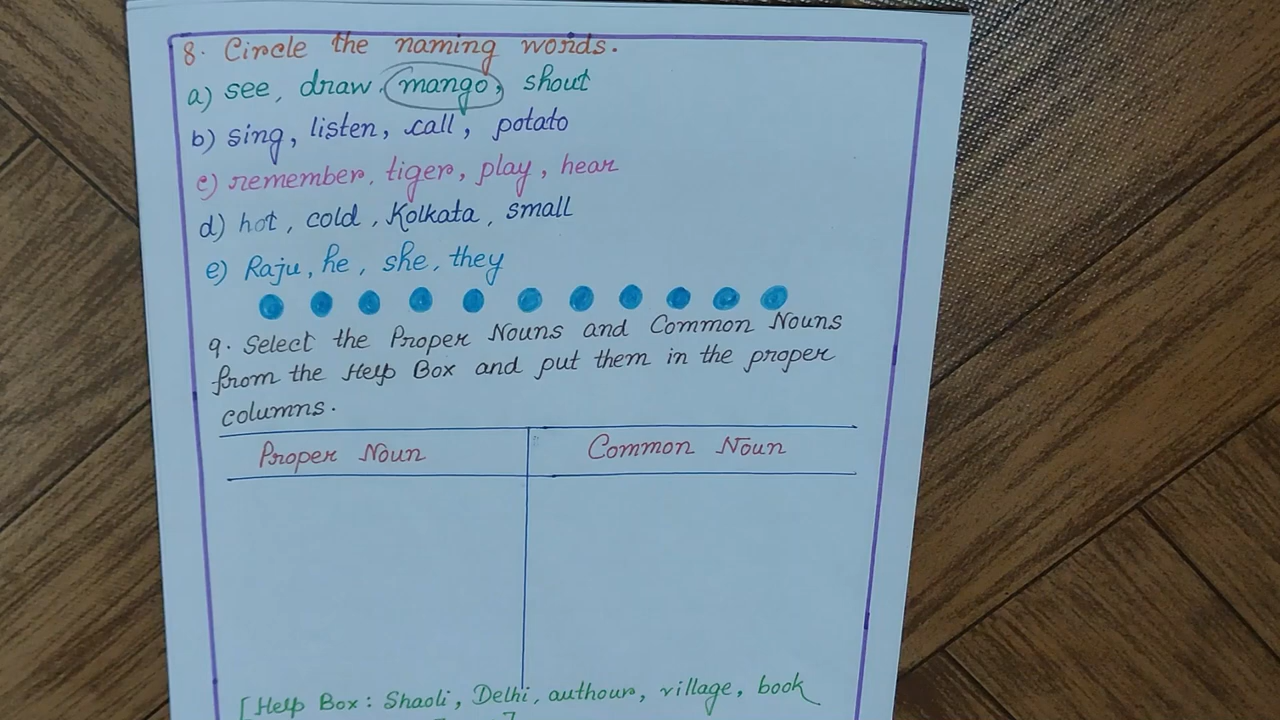 8. Circle the naming words.
a) see, draw, mango, shout
b) sing, listen, call, potato
c) remember, tiger, play, hear
d) hot, cold, Kolkata, small
e) Raju, he, she, they
9. Select the Proper Nouns and Common Nouns
from the Help Box and put them in the proper
columns.
Proper Noun Common Noun
[Help Box: Shaoli, Delhi, authour, village, book